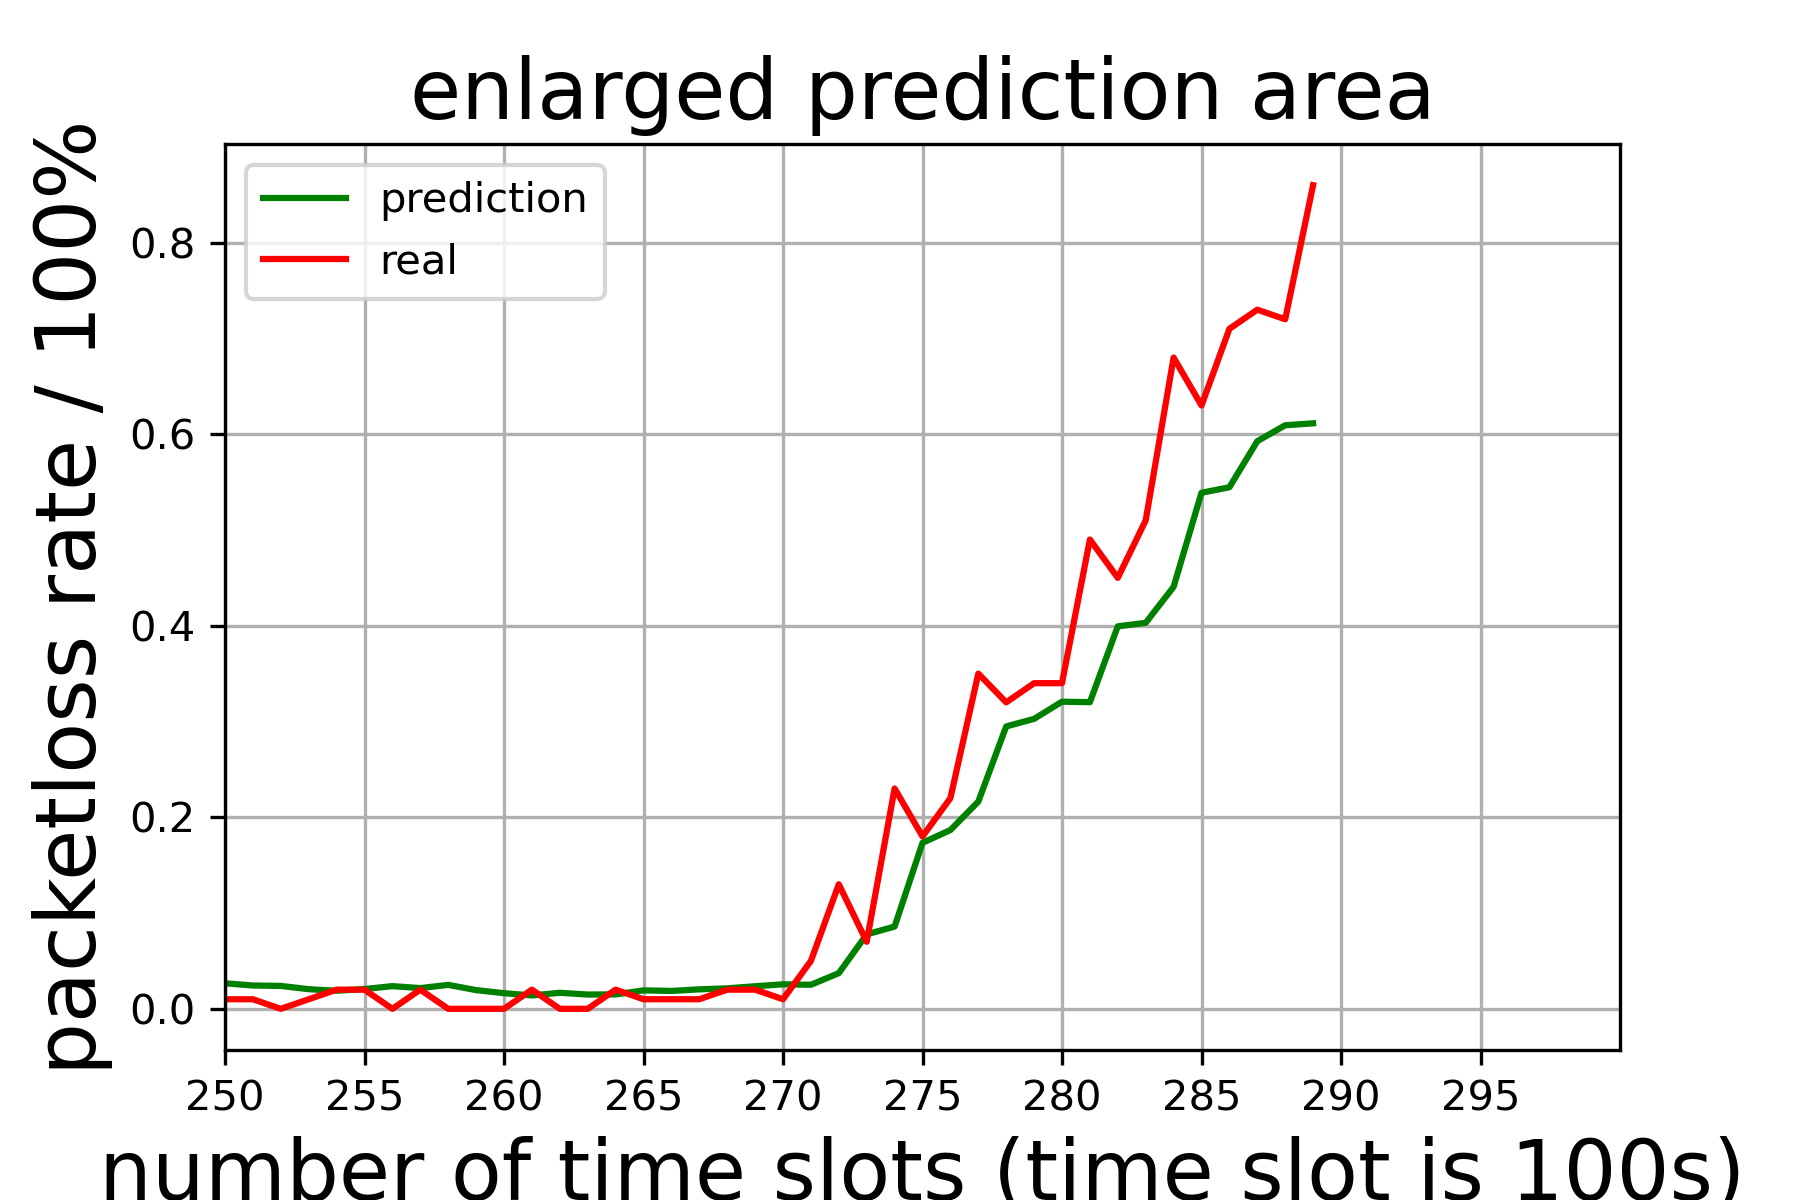 enlarged prediction area
packetloss rate / 100%
prediction
real
0.8
0.6
0.4
0.2
0.0
250 255 260 265 270 275 280 285 290 295
number of time slots (time slot is 100s)